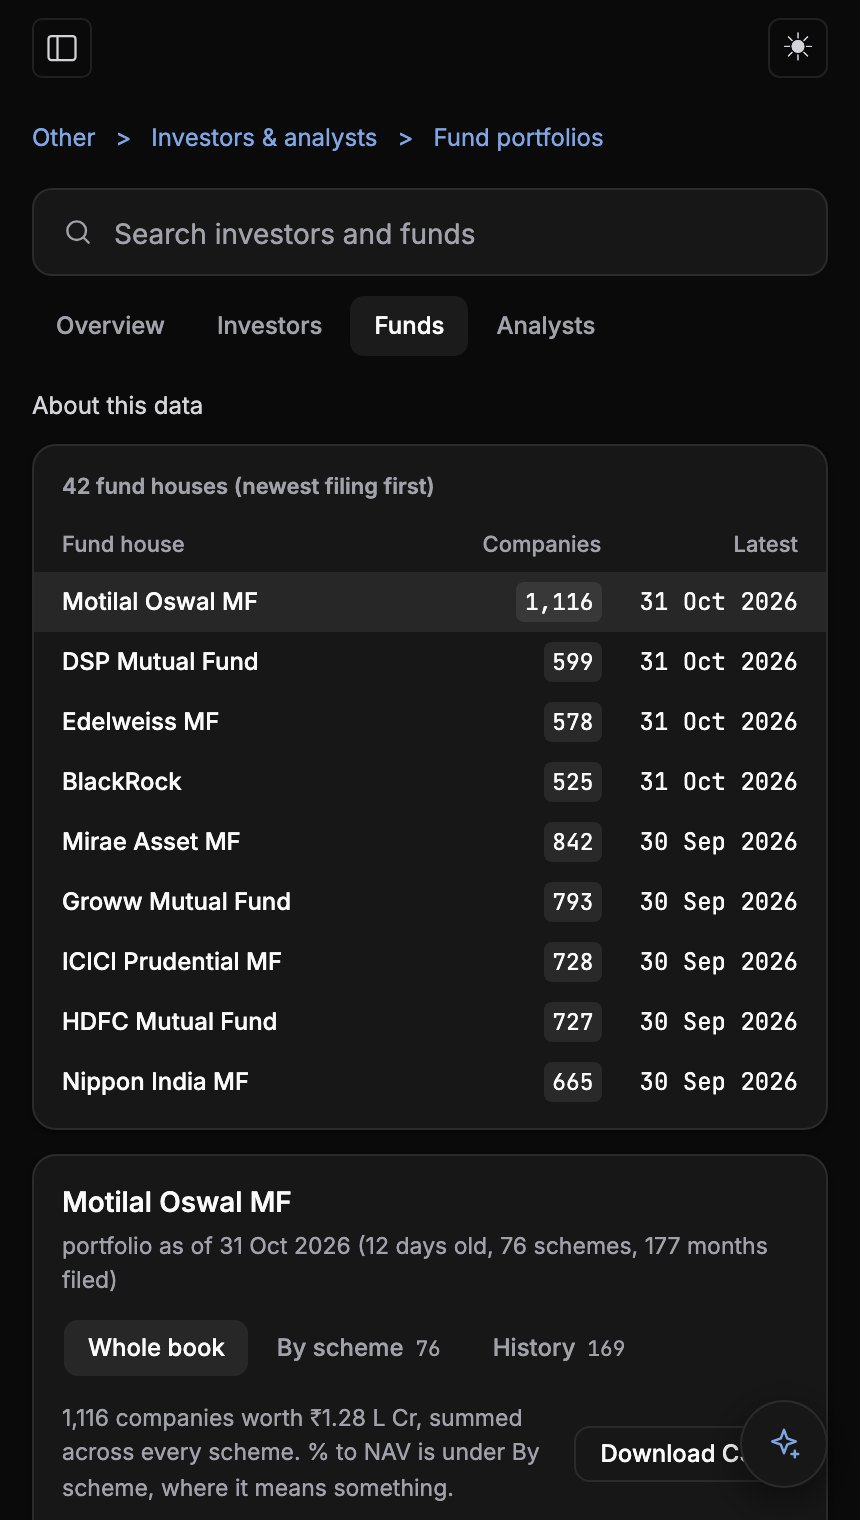 Other > Investors & analysts > Fund portfolios
Search investors and funds
Overview Investors Funds Analysts
About this data
42 fund houses (newest filing first)
Fund house Companies Latest
Motilal Oswal MF 1,116 31 Oct 2026
DSP Mutual Fund 599 31 Oct 2026
Edelweiss MF 578 31 Oct 2026
BlackRock 525 31 Oct 2026
Mirae Asset MF 842 30 Sep 2026
Groww Mutual Fund 793 30 Sep 2026
ICICI Prudential MF 728 30 Sep 2026
HDFC Mutual Fund 727 30 Sep 2026
Nippon India MF 665 30 Sep 2026
Motilal Oswal MF
portfolio as of 31 Oct 2026 (12 days old, 76 schemes, 177 months
filed)
Whole book By scheme 76 History 169
1,116 companies worth ₹1.28 L Cr, summed
across every scheme. % to NAV is under By
scheme, where it means something.
Download